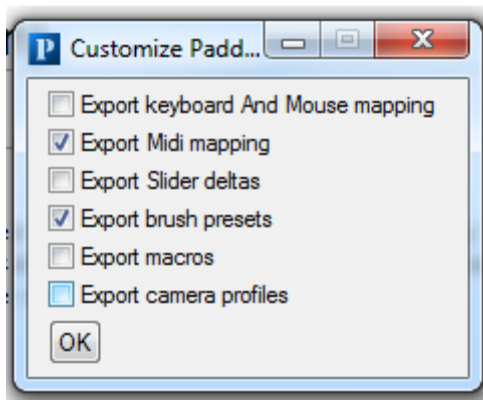 P Customize Padd...
Export keyboard And Mouse mapping
Export Midi mapping
Export Slider deltas
Export brush presets
Export macros
Export camera profiles
OK